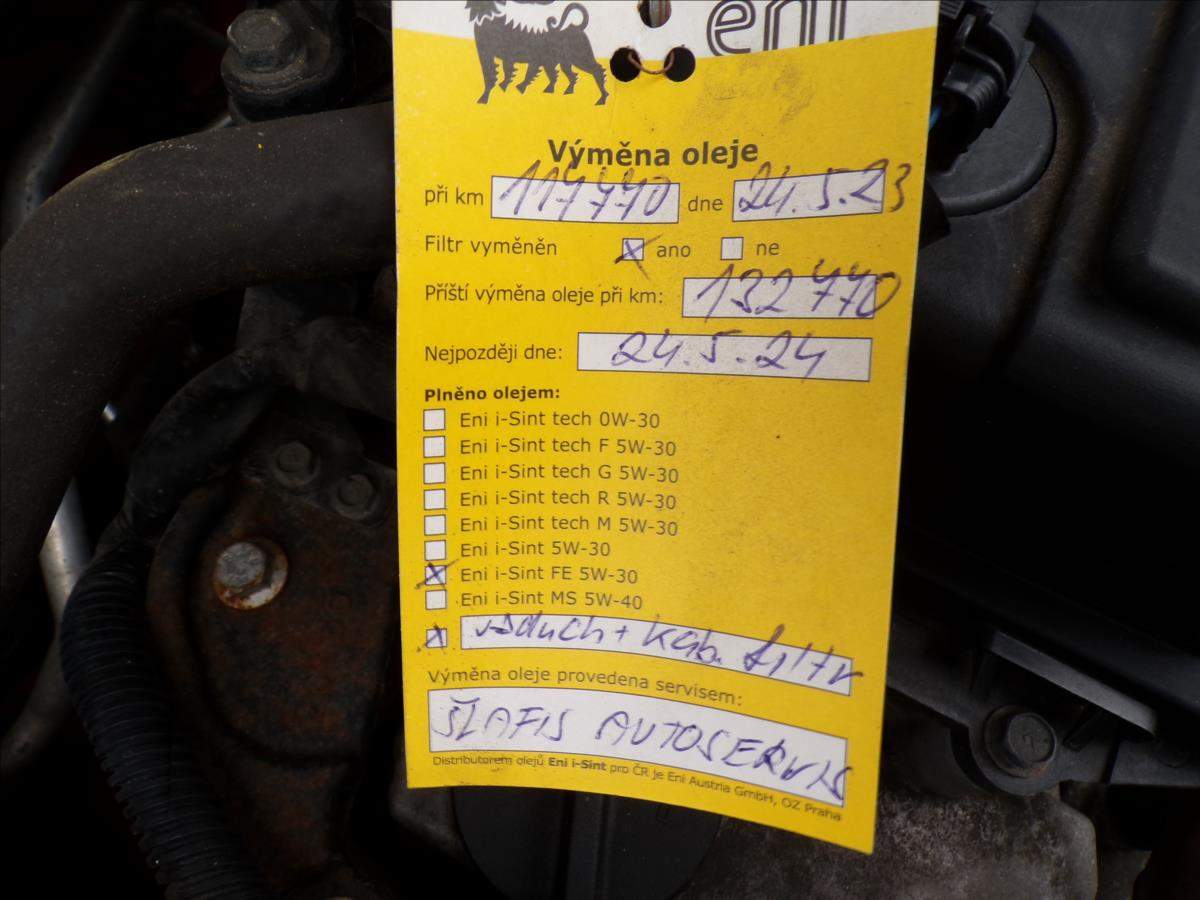 eni
Výměna oleje
při km 117770 dne 24.5.23
Filtr vyměněn ano ne
Příští výměna oleje při km: 132770
Nejpozději dne: 24.5.24
Plněno olejem:
Eni i-Sint tech 0W-30
Eni i-Sint tech F 5W-30
Eni i-Sint tech G 5W-30
Eni i-Sint tech R 5W-30
Eni i-Sint tech M 5W-30
Eni i-Sint 5W-30
Eni i-Sint FE 5W-30
Eni i-Sint MS 5W-40
vzduch + kab. filtr
Výměna oleje provedena servisem:
ŠLAFIS AUTOSERVIS
Distributorem olejů Eni i-Sint pro ČR je Eni Austria GmbH, OZ Praha